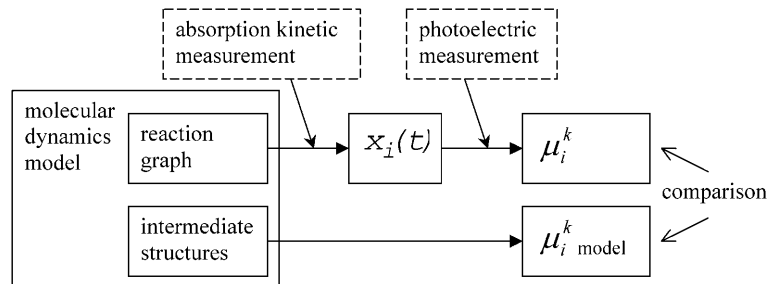 absorption kinetic
measurement
photoelectric
measurement
molecular
dynamics
model
reaction
graph
x_i(t)
μ_i^k
comparison
intermediate
structures
μ_i^k model